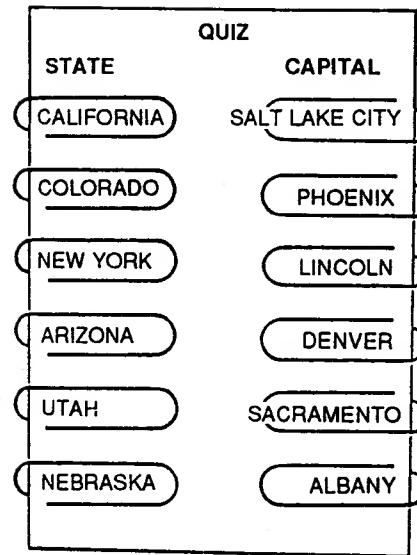 QUIZ
STATE CAPITAL
CALIFORNIA SALT LAKE CITY
COLORADO PHOENIX
NEW YORK LINCOLN
ARIZONA DENVER
UTAH SACRAMENTO
NEBRASKA ALBANY